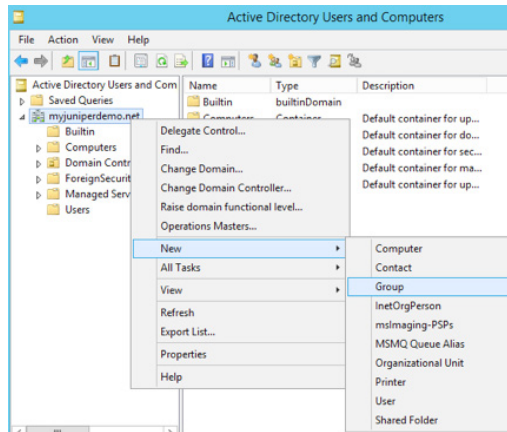 Active Directory Users and Computers
File Action View Help
Active Directory Users and Com
Saved Queries
myjuniperdemo.net
Builtin
Computers
Domain Contr
ForeignSecurit
Managed Serv
Users
Name Type Description
Builtin builtinDomain
Computers Container Default container for up...
Default container for do...
Default container for sec...
Default container for ma...
Default container for up...
Delegate Control...
Find...
Change Domain...
Change Domain Controller...
Raise domain functional level...
Operations Masters...
New
All Tasks
View
Refresh
Export List...
Properties
Help
Computer
Contact
Group
InetOrgPerson
msImaging-PSPs
MSMQ Queue Alias
Organizational Unit
Printer
User
Shared Folder